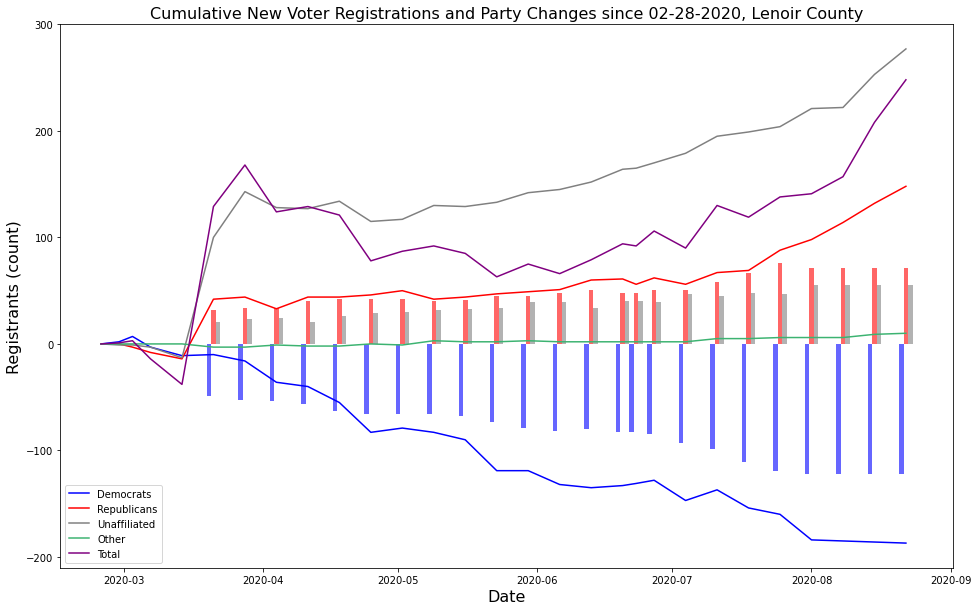 Cumulative New Voter Registrations and Party Changes since 02-28-2020, Lenoir County
Registrants (count)
300
200
100
0
−100
−200
Democrats
Republicans
Unaffiliated
Other
Total
2020-03 2020-04 2020-05 2020-06 2020-07 2020-08 2020-09
Date